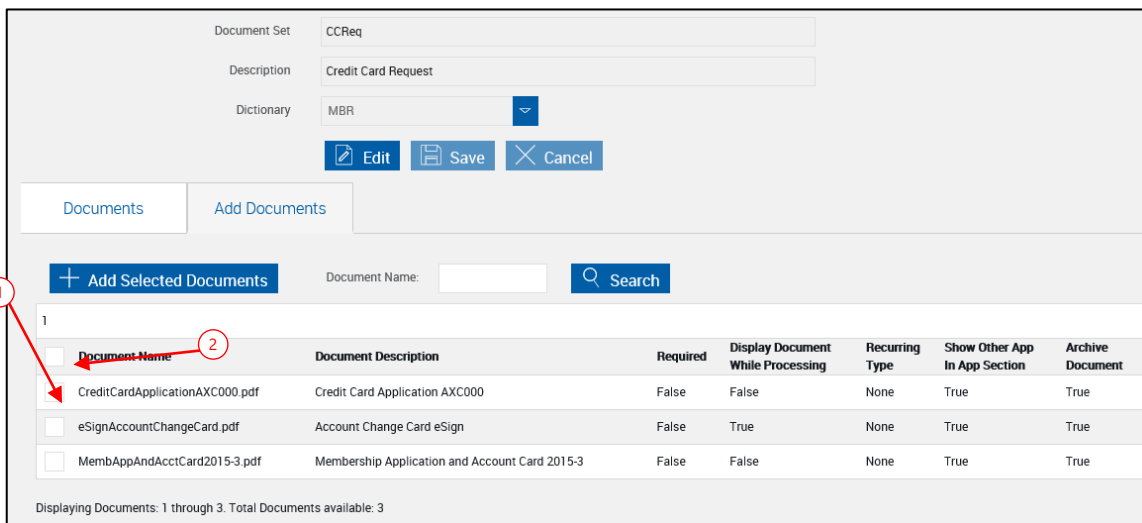 Document Set CCReq
Description Credit Card Request
Dictionary MBR
Edit Save Cancel
Documents Add Documents
Add Selected Documents Document Name: Search
1
2
Document Name Document Description Required Display Document While Processing Recurring Type Show Other App In App Section Archive Document
CreditCardApplicationAXC000.pdf Credit Card Application AXC000 False False None True True
eSignAccountChangeCard.pdf Account Change Card eSign False True None True True
MembAppAndAcctCard2015-3.pdf Membership Application and Account Card 2015-3 False False None True True
Displaying Documents: 1 through 3. Total Documents available: 3